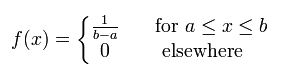 f(x) = { 1/(b−a) for a ≤ x ≤ b
0 elsewhere